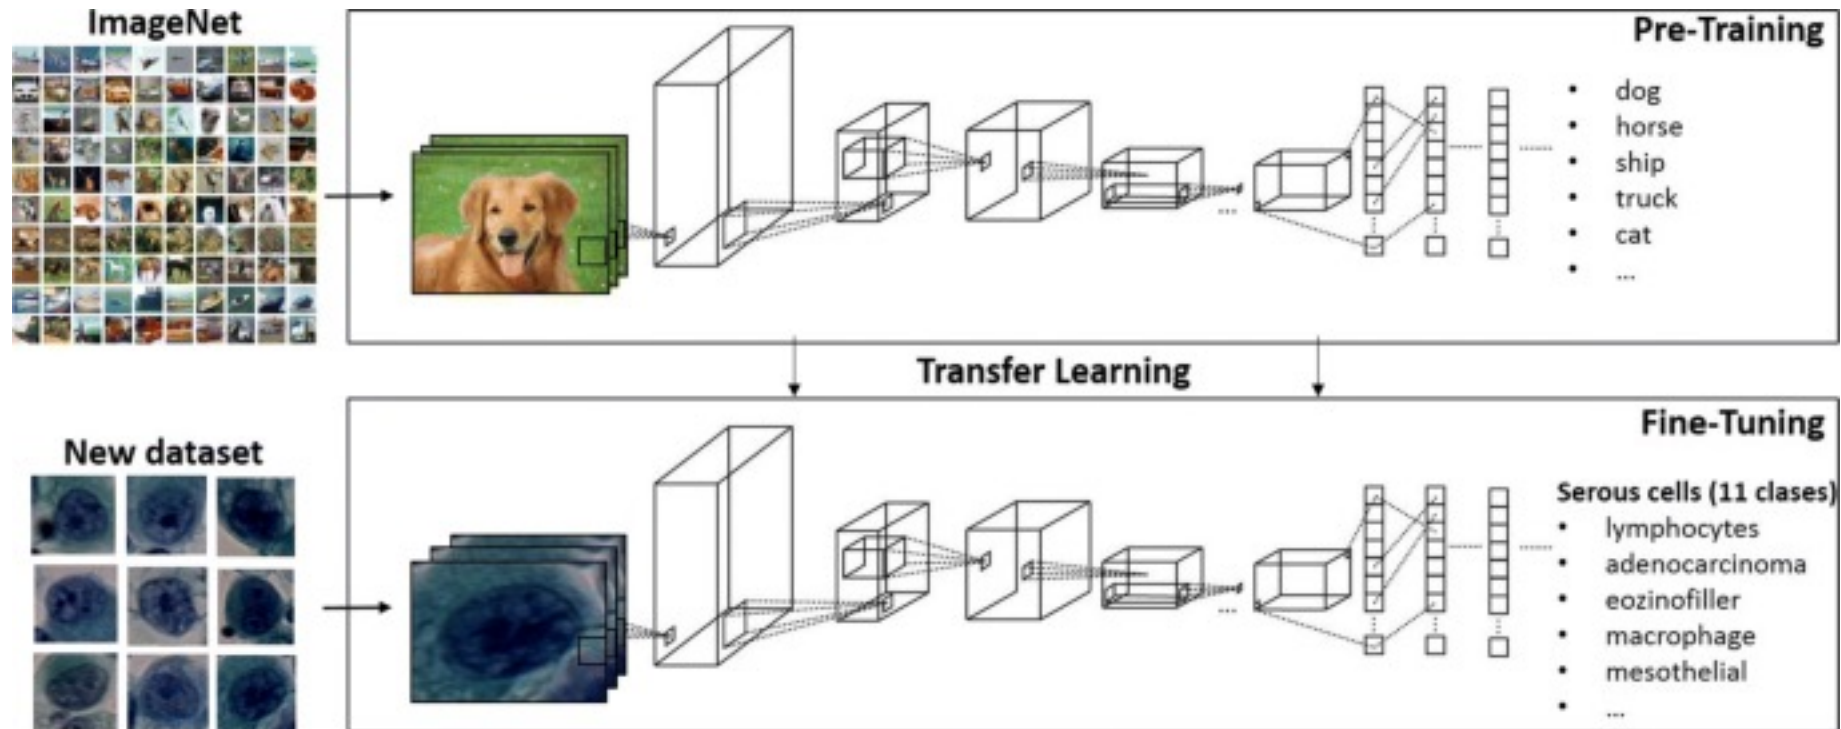 ImageNet
Pre-Training
• dog
• horse
• ship
• truck
• cat
• ...
...
Transfer Learning
Fine-Tuning
New dataset
Serous cells (11 clases)
• lymphocytes
• adenocarcinoma
• eozinofiller
• macrophage
• mesothelial
• ...
...